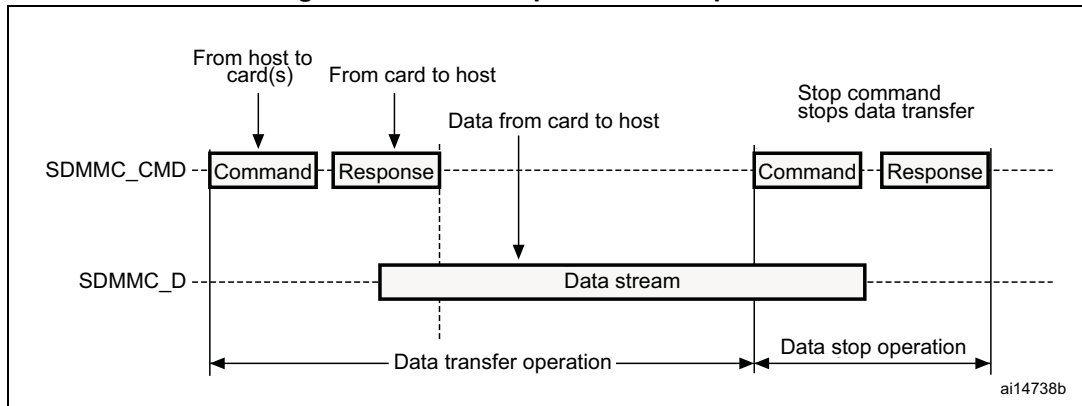 From host to
card(s)
From card to host
Stop command
stops data transfer
Data from card to host
SDMMC_CMD
Command
Response
Command
Response
SDMMC_D
Data stream
Data transfer operation
Data stop operation
ai14738b